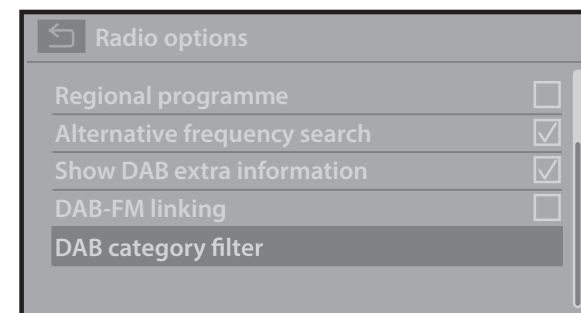 Radio options
Regional programme
Alternative frequency search
Show DAB extra information
DAB-FM linking
DAB category filter